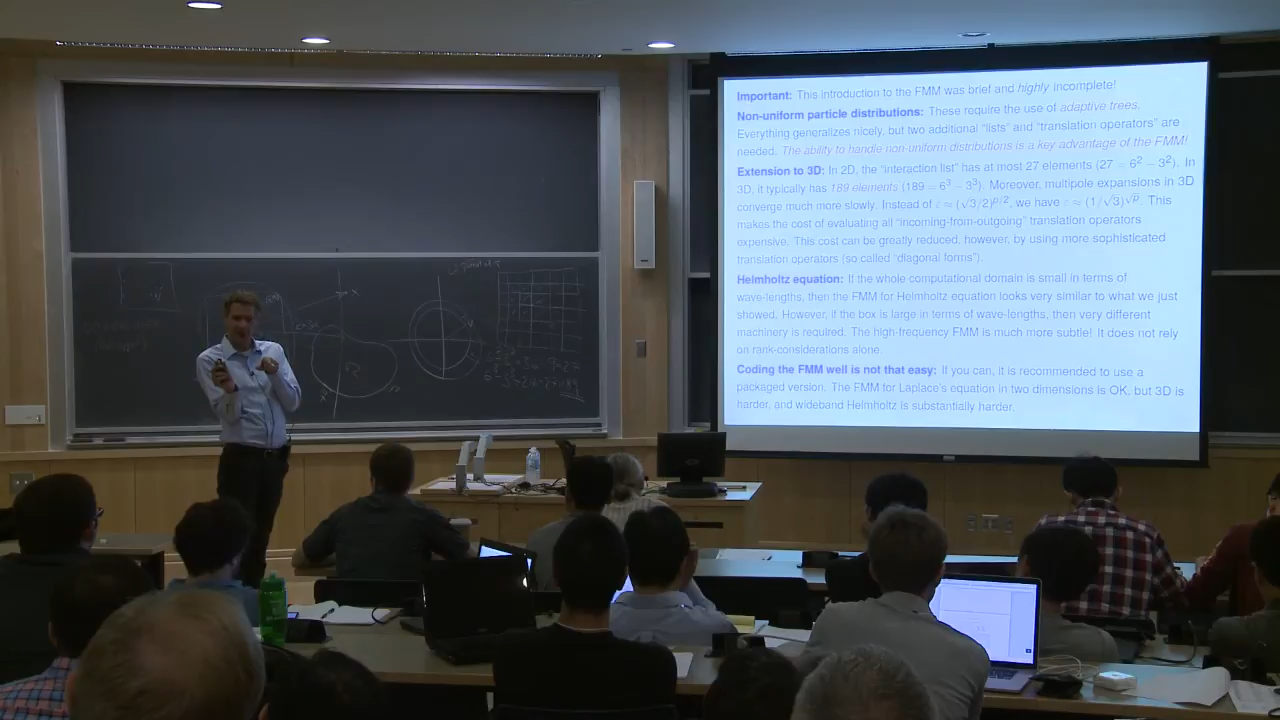 Important: This introduction to the FMM was brief and highly incomplete!
Non-uniform particle distributions: These require the use of adaptive trees.
Everything generalizes nicely, but two additional “lists” and “translation operators” are
needed. The ability to handle non-uniform distributions is a key advantage of the FMM!
Extension to 3D: In 2D, the “interaction list” has at most 27 elements (27 = 6² − 3²). In
3D, it typically has 189 elements (189 = 6³ − 3³). Moreover, multipole expansions in 3D
converge much more slowly. Instead of ε ≈ (√3/2)^{p/2}, we have ε ≈ (1/√3)^{√p}. This
makes the cost of evaluating all “incoming-from-outgoing” translation operators
expensive. This cost can be greatly reduced, however, by using more sophisticated
translation operators (so called “diagonal forms”).
Helmholtz equation: If the whole computational domain is small in terms of
wave-lengths, then the FMM for Helmholtz equation looks very similar to what we just
showed. However, if the box is large in terms of wave-lengths, then very different
machinery is required. The high-frequency FMM is much more subtle! It does not rely
on rank-considerations alone.
Coding the FMM well is not that easy: If you can, it is recommended to use a
packaged version. The FMM for Laplace's equation in two dimensions is OK, but 3D is
harder, and wideband Helmholtz is substantially harder.